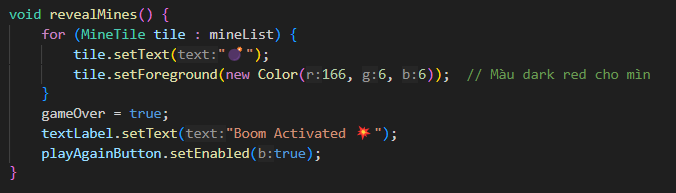 void revealMines() {
for (MineTile tile : mineList) {
tile.setText(text:"💣");
tile.setForeground(new Color(r:166, g:6, b:6));  // Màu dark red cho mìn
}
gameOver = true;
textLabel.setText(text:"Boom Activated 💥");
playAgainButton.setEnabled(b:true);
}